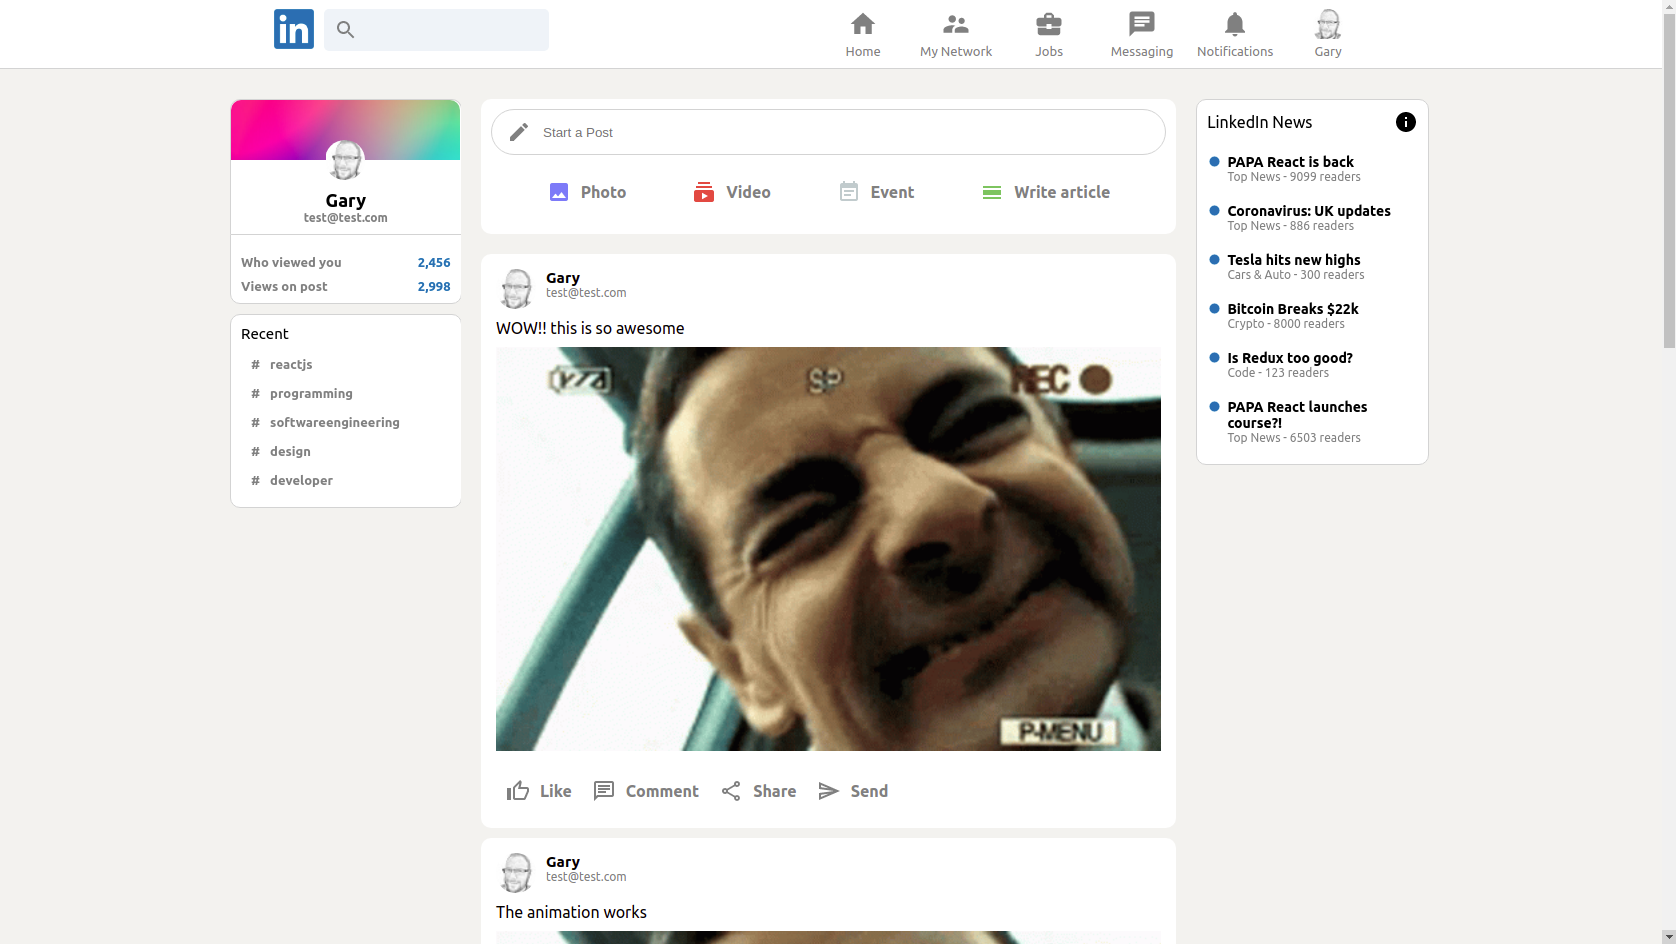 in
Home
My Network
Jobs
Messaging
Notifications
Gary
Gary
test@test.com
Who viewed you 2,456
Views on post 2,998
Recent
# reactjs
# programming
# softwareengineering
# design
# developer
Start a Post
Photo
Video
Event
Write article
Gary
test@test.com
WOW!! this is so awesome
SP
REC
P-MENU
Like
Comment
Share
Send
Gary
test@test.com
The animation works
LinkedIn News
PAPA React is back
Top News - 9099 readers
Coronavirus: UK updates
Top News - 886 readers
Tesla hits new highs
Cars & Auto - 300 readers
Bitcoin Breaks $22k
Crypto - 8000 readers
Is Redux too good?
Code - 123 readers
PAPA React launches
course?!
Top News - 6503 readers